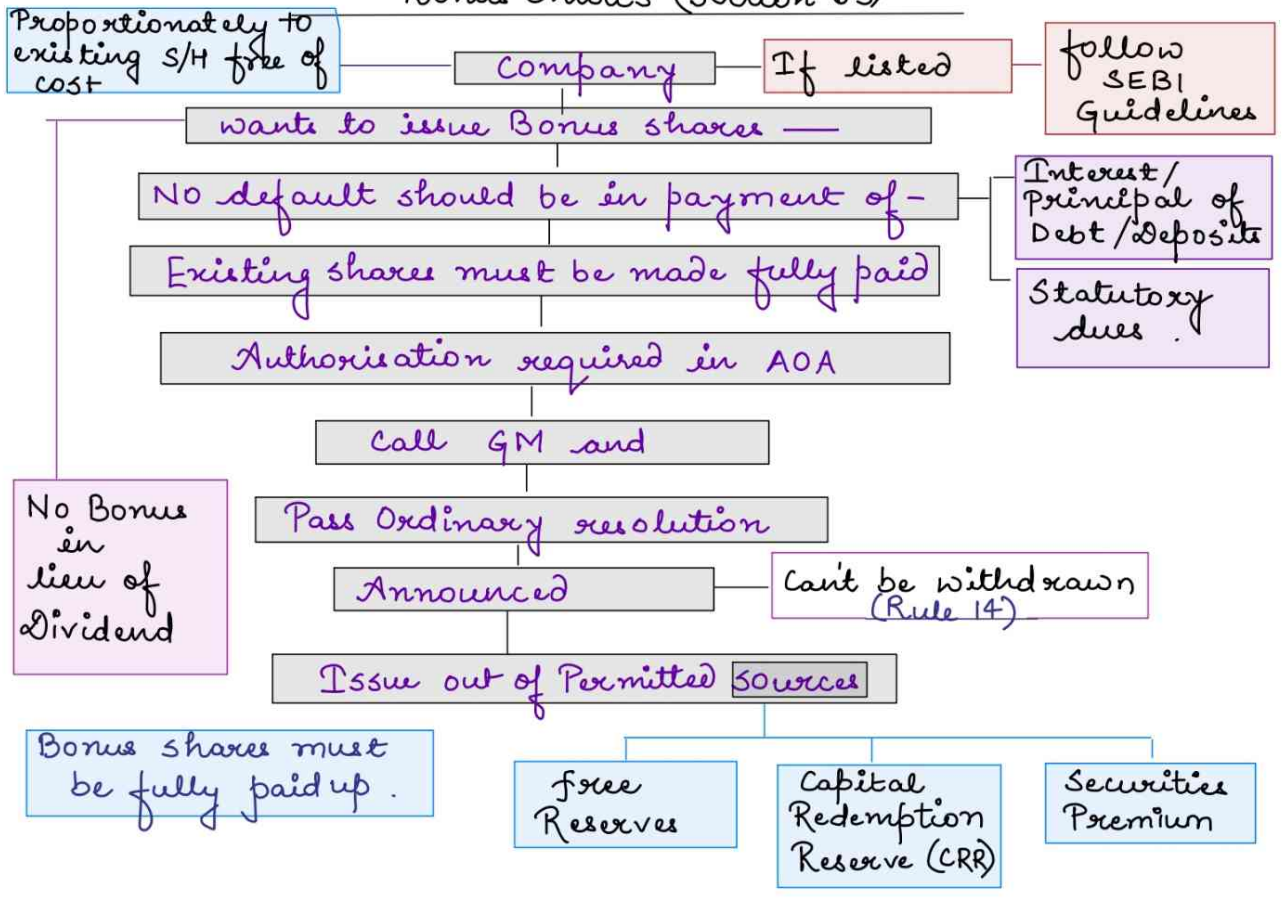 Bonus Shares (Section 63)
Proportionately to
existing S/H free of
cost
Company
If listed
follow
SEBI
Guidelines
wants to issue Bonus shares —
No default should be in payment of -
Interest/
Principal of
Debt/Deposits
Statutory
dues.
Existing shares must be made fully paid
Authorisation required in AOA
Call GM and
Pass Ordinary resolution
No Bonus
in
lieu of
Dividend
Announced
Can't be withdrawn
(Rule 14)
Issue out of Permitted sources
Bonus shares must
be fully paid up.
free
Reserves
Capital
Redemption
Reserve (CRR)
Securities
Premium